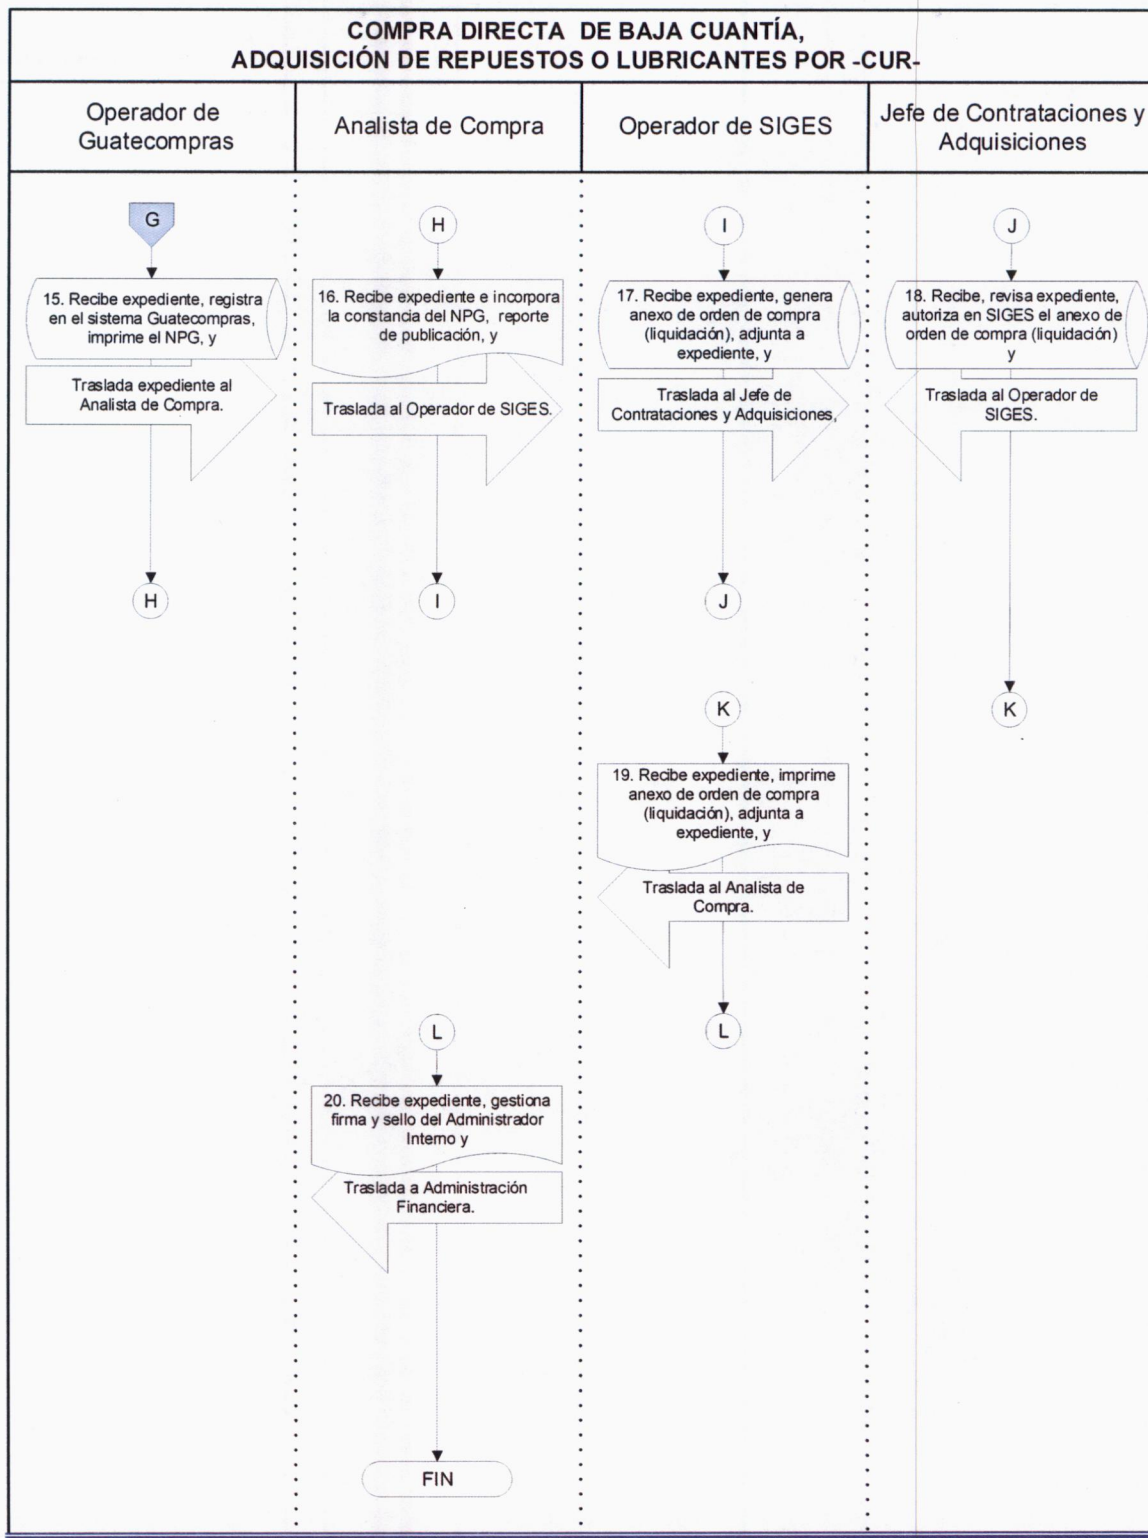 COMPRA DIRECTA DE BAJA CUANTÍA,
ADQUISICIÓN DE REPUESTOS O LUBRICANTES POR -CUR-
Operador de
Guatecompras
Analista de Compra
Operador de SIGES
Jefe de Contrataciones y
Adquisiciones
G
15. Recibe expediente, registra
en el sistema Guatecompras,
imprime el NPG, y
Traslada expediente al
Analista de Compra.
H
H
16. Recibe expediente e incorpora
la constancia del NPG, reporte
de publicación, y
Traslada al Operador de SIGES.
I
I
17. Recibe expediente, genera
anexo de orden de compra
(liquidación), adjunta a
expediente, y
Traslada al Jefe de
Contrataciones y Adquisiciones,
J
J
18. Recibe, revisa expediente,
autoriza en SIGES el anexo de
orden de compra (liquidación)
y
Traslada al Operador de
SIGES.
K
K
19. Recibe expediente, imprime
anexo de orden de compra
(liquidación), adjunta a
expediente, y
Traslada al Analista de
Compra.
L
L
20. Recibe expediente, gestiona
firma y sello del Administrador
Interno y
Traslada a Administración
Financiera.
FIN